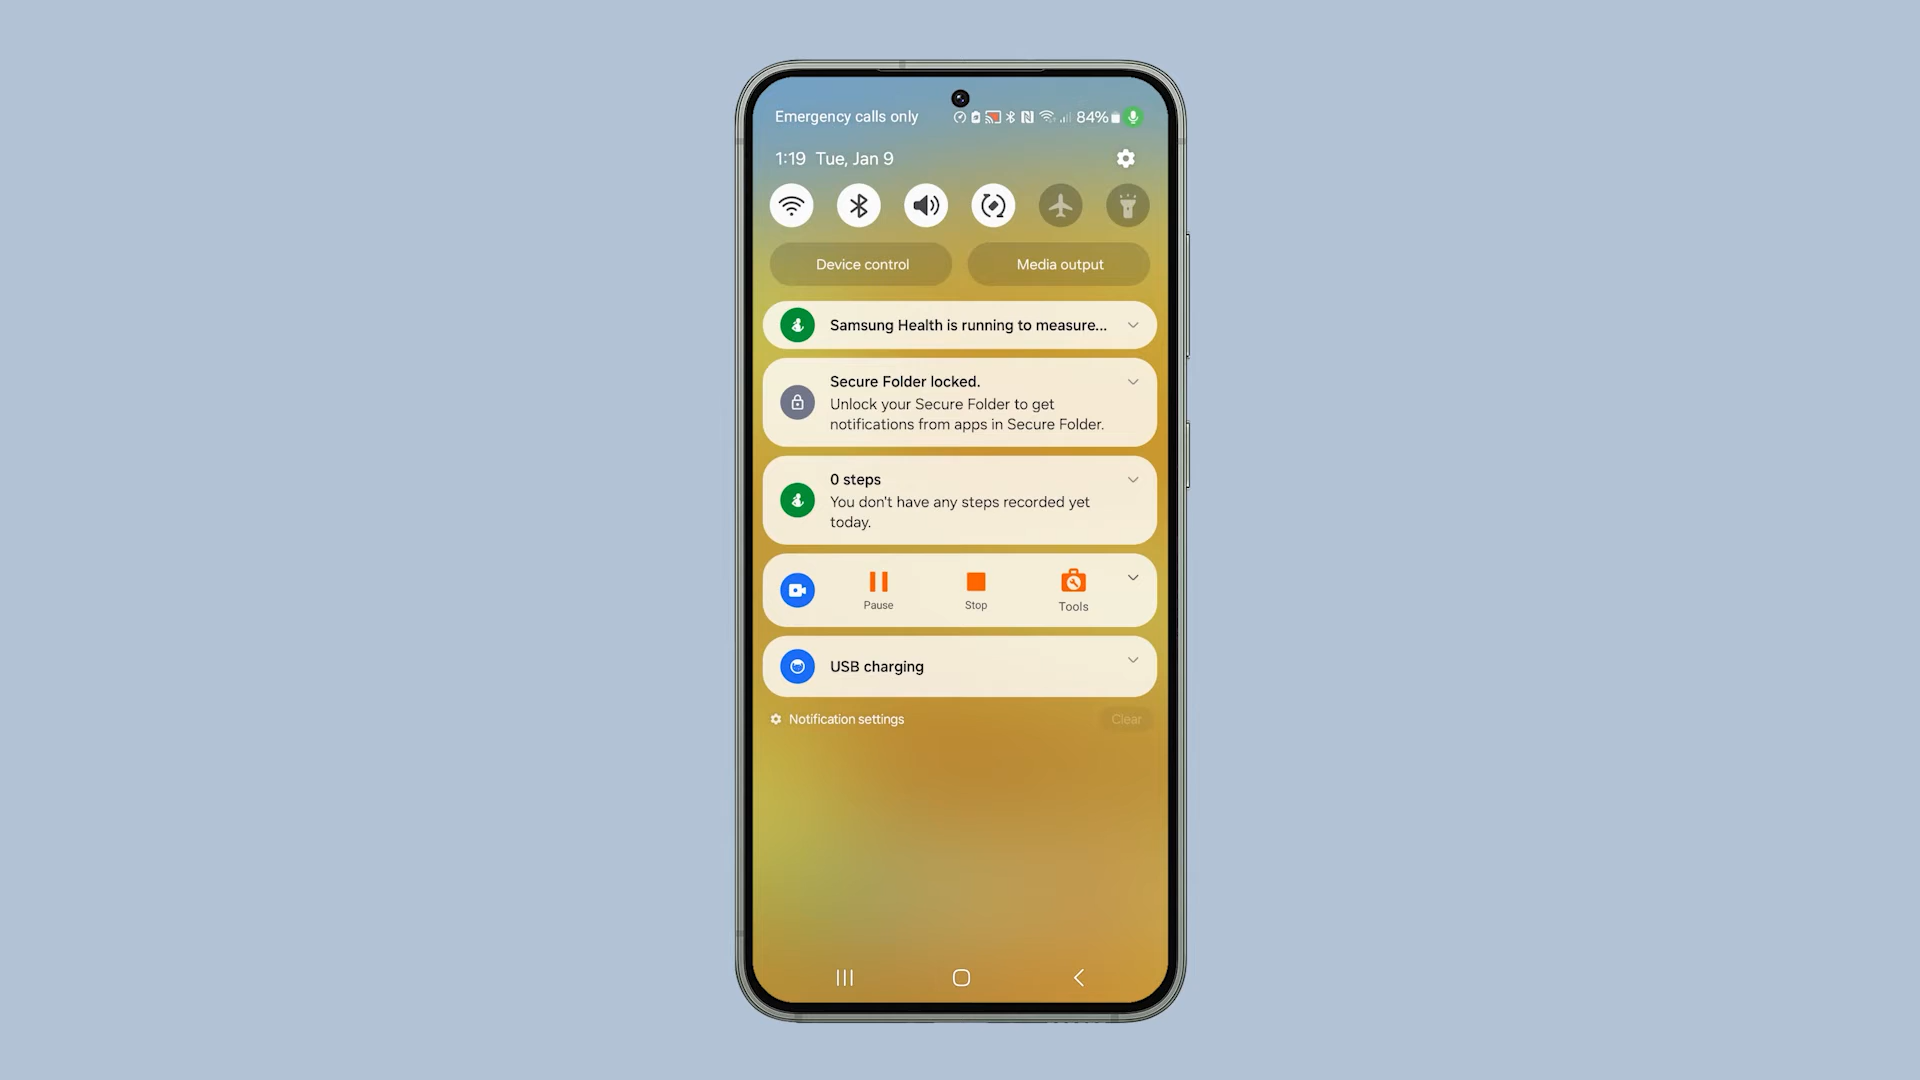 Emergency calls only 84%
1:19 Tue, Jan 9
Device control Media output
Samsung Health is running to measure...
Secure Folder locked.
Unlock your Secure Folder to get
notifications from apps in Secure Folder.
0 steps
You don't have any steps recorded yet
today.
Pause Stop Tools
USB charging
Notification settings Clear